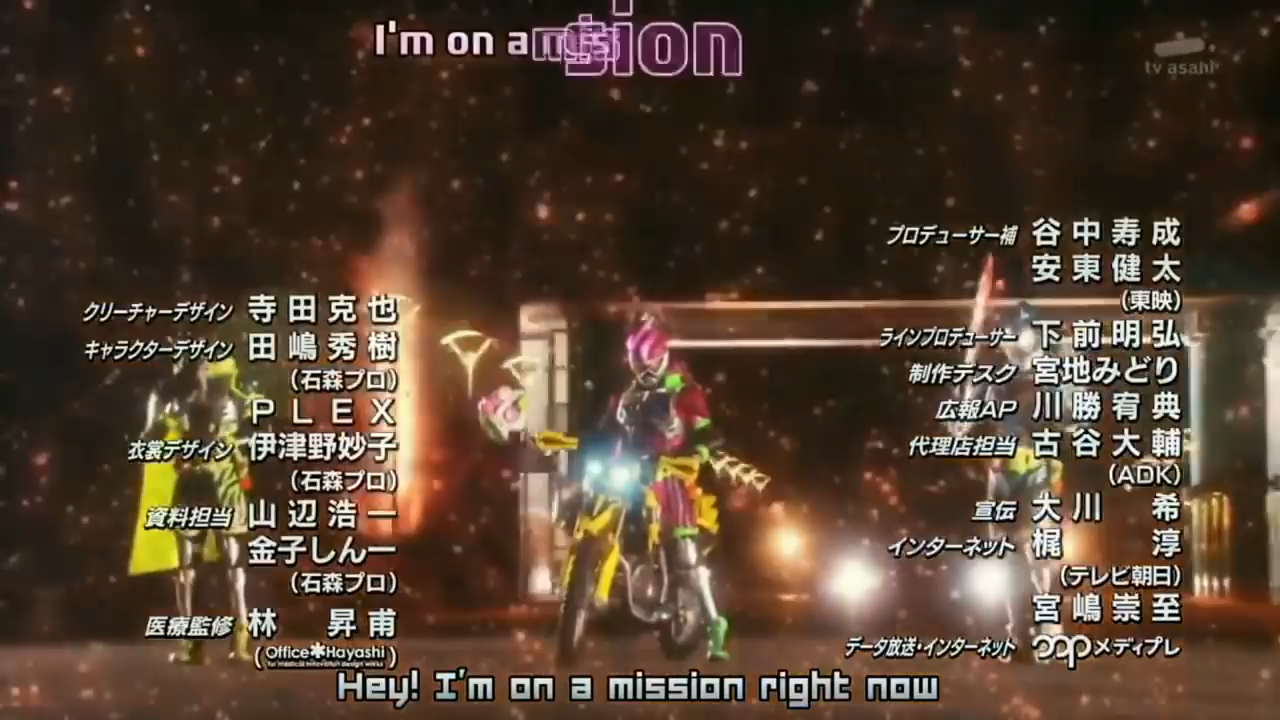 I'm on a mission
tv asahi
クリーチャーデザイン 寺田克也
キャラクターデザイン 田嶋秀樹
(石森プロ)
PLEX
衣裳デザイン 伊津野妙子
(石森プロ)
資料担当 山辺浩一
金子しん一
(石森プロ)
医療監修 林 昇甫
(Office*Hayashi for medical innovation design works)
プロデューサー補 谷中寿成
安東健太
(東映)
ラインプロデューサー 下前明弘
制作デスク 宮地みどり
広報AP 川勝宥典
代理店担当 古谷大輔
(ADK)
宣伝 大川 希
インターネット 梶 淳
(テレビ朝日)
宮嶋崇至
データ放送・インターネット メディプレ
Hey! I'm on a mission right now